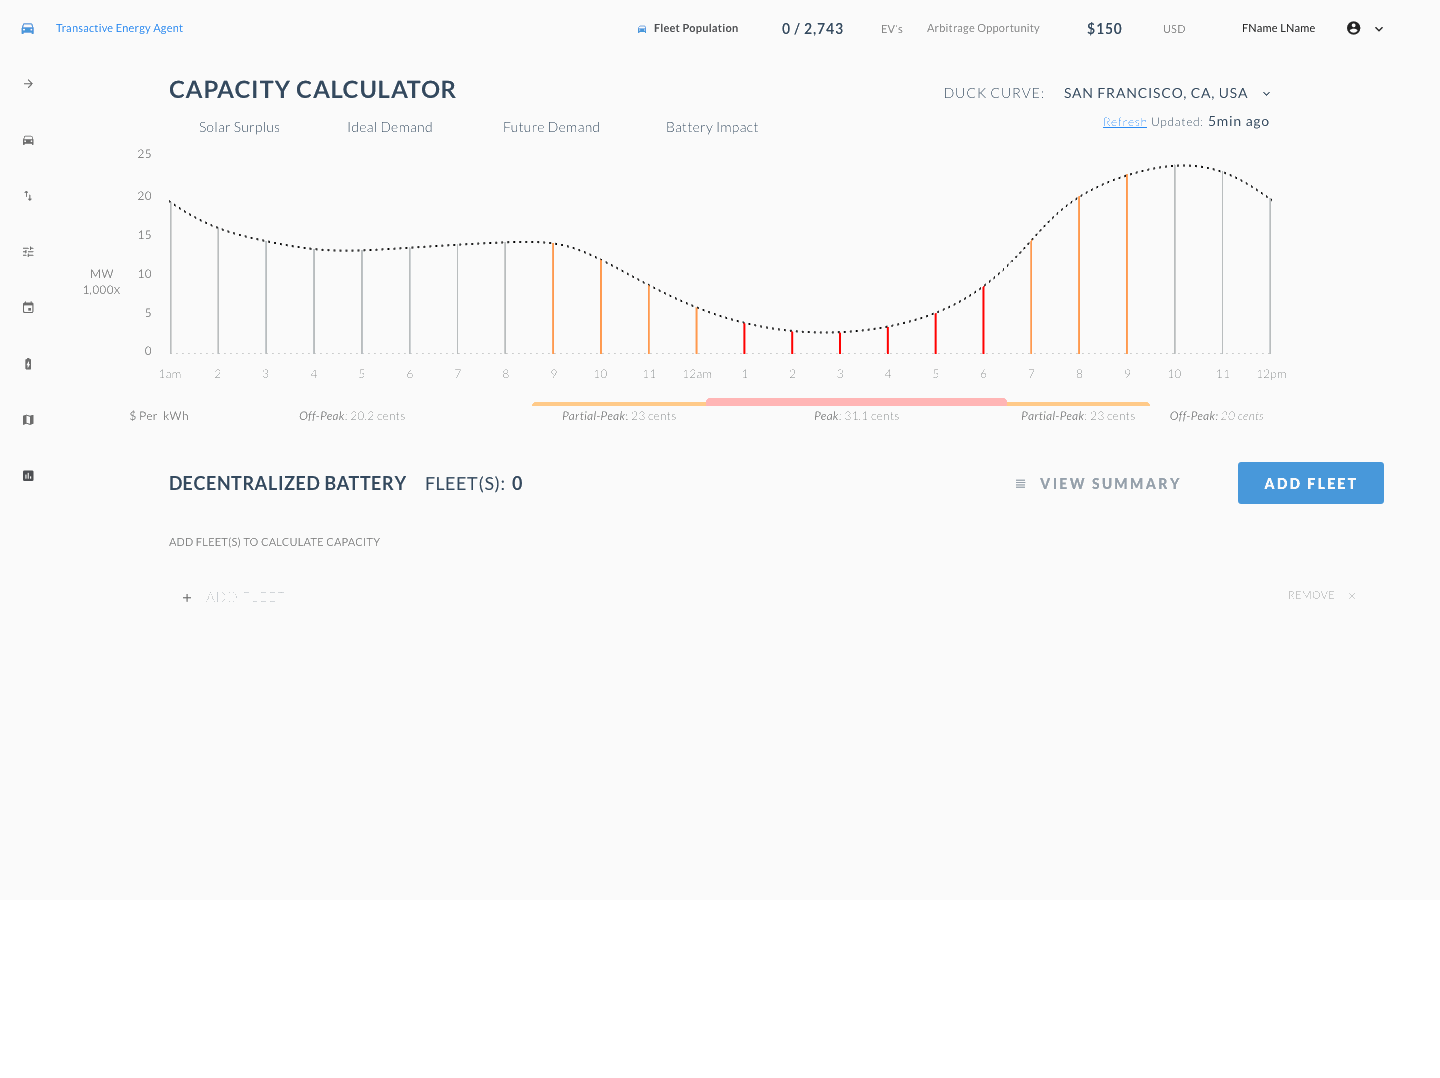 Transactive Energy Agent Fleet Population 0 / 2,743 EV's Arbitrage Opportunity $150 USD FName LName
CAPACITY CALCULATOR DUCK CURVE: SAN FRANCISCO, CA, USA
Refresh Updated: 5min ago
Solar Surplus Ideal Demand Future Demand Battery Impact
25
20
15
MW 10
1,000x
5
0
1am 2 3 4 5 6 7 8 9 10 11 12am 1 2 3 4 5 6 7 8 9 10 11 12pm
$ Per kWh Off-Peak: 20.2 cents Partial-Peak: 23 cents Peak: 31.1 cents Partial-Peak: 23 cents Off-Peak: 20 cents
DECENTRALIZED BATTERY FLEET(S): 0 VIEW SUMMARY ADD FLEET
ADD FLEET(S) TO CALCULATE CAPACITY
+ ADD FLEET REMOVE ×